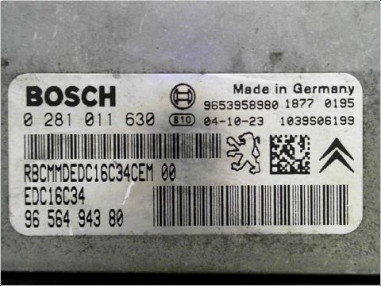 Made in Germany
BOSCH 9653958980 1877 0195
0 281 011 630 810 04-10-23 1039S06199
RBCMMDEDC16C34CEM 00
EDC16C34
96 564 943 80